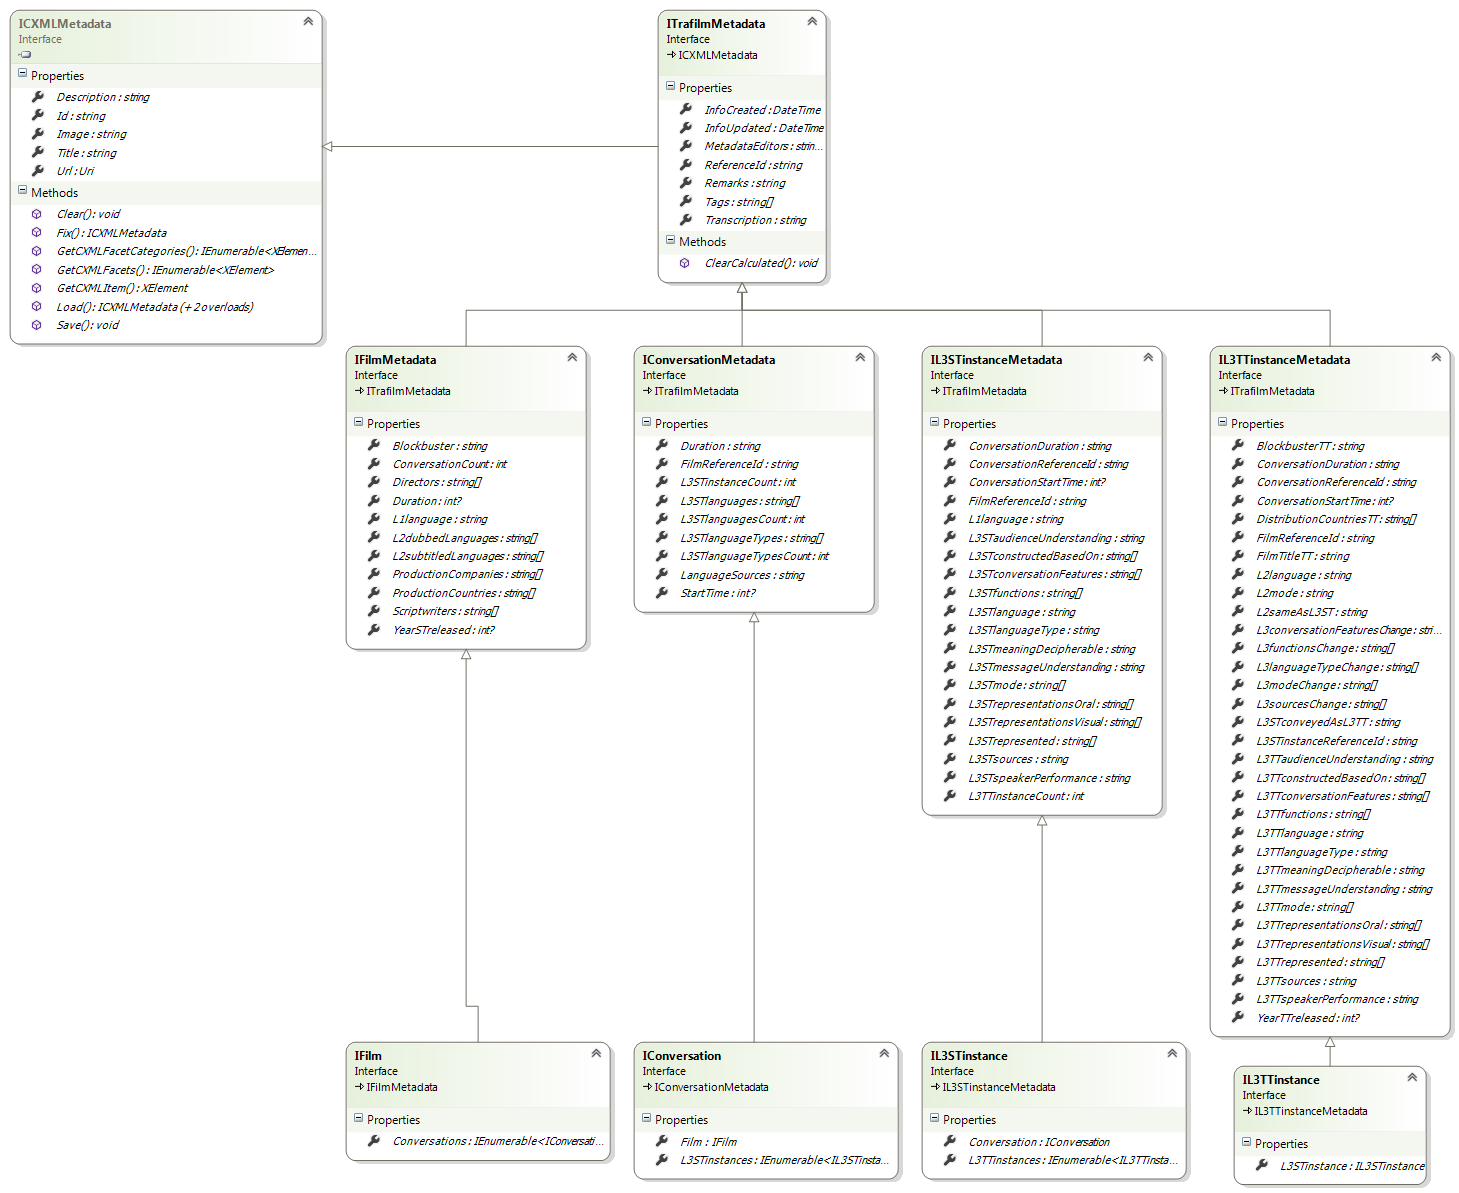 ICXMLMetadata
Interface
Properties
Description : string
Id : string
Image : string
Title : string
Url : Uri
Methods
Clear() : void
Fix() : ICXMLMetadata
GetCXMLFacetCategories() : IEnumerable<XElemen...
GetCXMLFacets() : IEnumerable<XElement>
GetCXMLItem() : XElement
Load() : ICXMLMetadata (+ 2 overloads)
Save() : void
ITrafilmMetadata
Interface
ICXMLMetadata
Properties
InfoCreated : DateTime
InfoUpdated : DateTime
MetadataEditors : strin...
ReferenceId : string
Remarks : string
Tags : string[]
Transcription : string
Methods
ClearCalculated() : void
IFilmMetadata
Interface
ITrafilmMetadata
Properties
Blockbuster : string
ConversationCount : int
Directors : string[]
Duration : int?
L1language : string
L2dubbedLanguages : string[]
L2subtitledLanguages : string[]
ProductionCompanies : string[]
ProductionCountries : string[]
Scriptwriters : string[]
YearSTreleased : int?
IConversationMetadata
Interface
ITrafilmMetadata
Properties
Duration : string
FilmReferenceId : string
L3STinstanceCount : int
L3STlanguages : string[]
L3STlanguagesCount : int
L3STlanguageTypes : string[]
L3STlanguageTypesCount : int
LanguageSources : string
StartTime : int?
IL3STinstanceMetadata
Interface
ITrafilmMetadata
Properties
ConversationDuration : string
ConversationReferenceId : string
ConversationStartTime : int?
FilmReferenceId : string
L1language : string
L3STaudienceUnderstanding : string
L3STconstructedBasedOn : string[]
L3STconversationFeatures : string[]
L3STfunctions : string[]
L3STlanguage : string
L3STlanguageType : string
L3STmeaningDecipherable : string
L3STmessageUnderstanding : string
L3STmode : string[]
L3STrepresentationsOral : string[]
L3STrepresentationsVisual : string[]
L3STrepresented : string[]
L3STsources : string
L3STspeakerPerformance : string
L3TTinstanceCount : int
IL3TTinstanceMetadata
Interface
ITrafilmMetadata
Properties
BlockbusterTT : string
ConversationDuration : string
ConversationReferenceId : string
ConversationStartTime : int?
DistributionCountriesTT : string[]
FilmReferenceId : string
FilmTitleTT : string
L2language : string
L2mode : string
L2sameAsL3ST : string
L3conversationFeaturesChange : stri...
L3functionsChange : string[]
L3languageTypeChange : string[]
L3modeChange : string[]
L3sourcesChange : string[]
L3STconveyedAsL3TT : string
L3STinstanceReferenceId : string
L3TTaudienceUnderstanding : string
L3TTconstructedBasedOn : string[]
L3TTconversationFeatures : string[]
L3TTfunctions : string[]
L3TTlanguage : string
L3TTlanguageType : string
L3TTmeaningDecipherable : string
L3TTmessageUnderstanding : string
L3TTmode : string[]
L3TTrepresentationsOral : string[]
L3TTrepresentationsVisual : string[]
L3TTrepresented : string[]
L3TTsources : string
L3TTspeakerPerformance : string
YearTTreleased : int?
IFilm
Interface
IFilmMetadata
Properties
Conversations : IEnumerable<IConversati...
IConversation
Interface
IConversationMetadata
Properties
Film : IFilm
L3STinstances : IEnumerable<IL3STinsta...
IL3STinstance
Interface
IL3STinstanceMetadata
Properties
Conversation : IConversation
L3TTinstances : IEnumerable<IL3TTinsta...
IL3TTinstance
Interface
IL3TTinstanceMetadata
Properties
L3STinstance : IL3STinstance